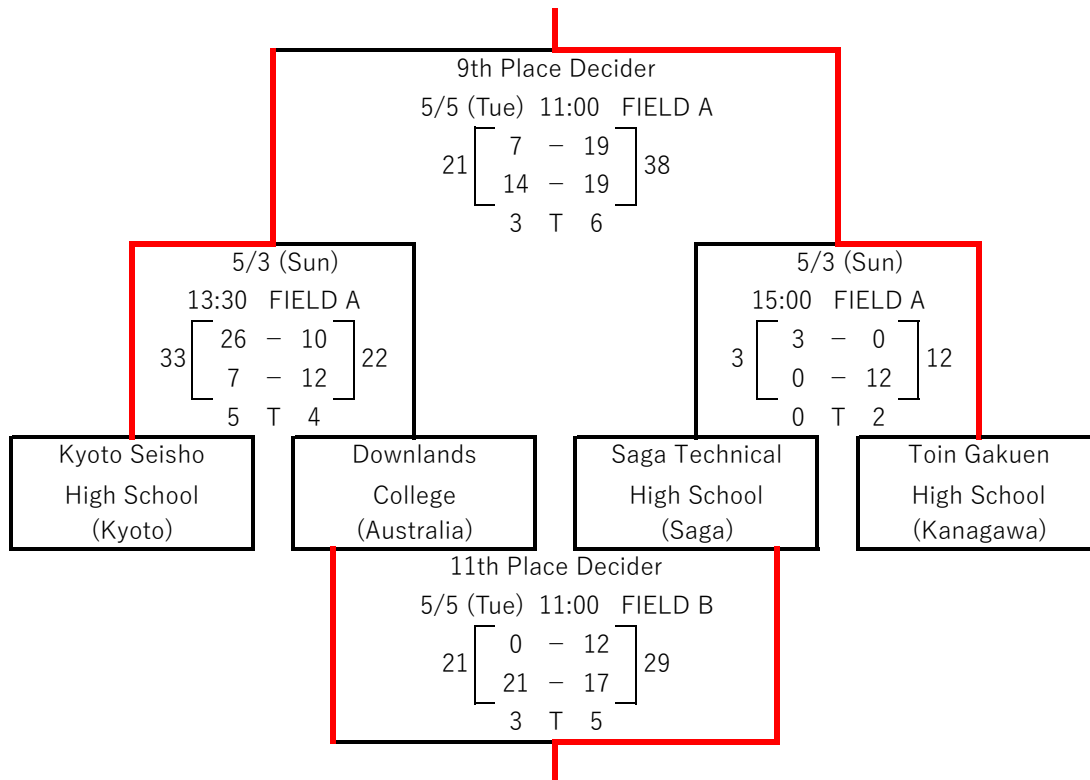 9th Place Decider
5/5 (Tue) 11:00 FIELD A
7 − 19
21 38
14 − 19
3 T 6
5/3 (Sun)
13:30 FIELD A
26 − 10
33 22
7 − 12
5 T 4
5/3 (Sun)
15:00 FIELD A
3 − 0
3 12
0 − 12
0 T 2
Kyoto Seisho
High School
(Kyoto)
Downlands
College
(Australia)
Saga Technical
High School
(Saga)
Toin Gakuen
High School
(Kanagawa)
11th Place Decider
5/5 (Tue) 11:00 FIELD B
0 − 12
21 29
21 − 17
3 T 5